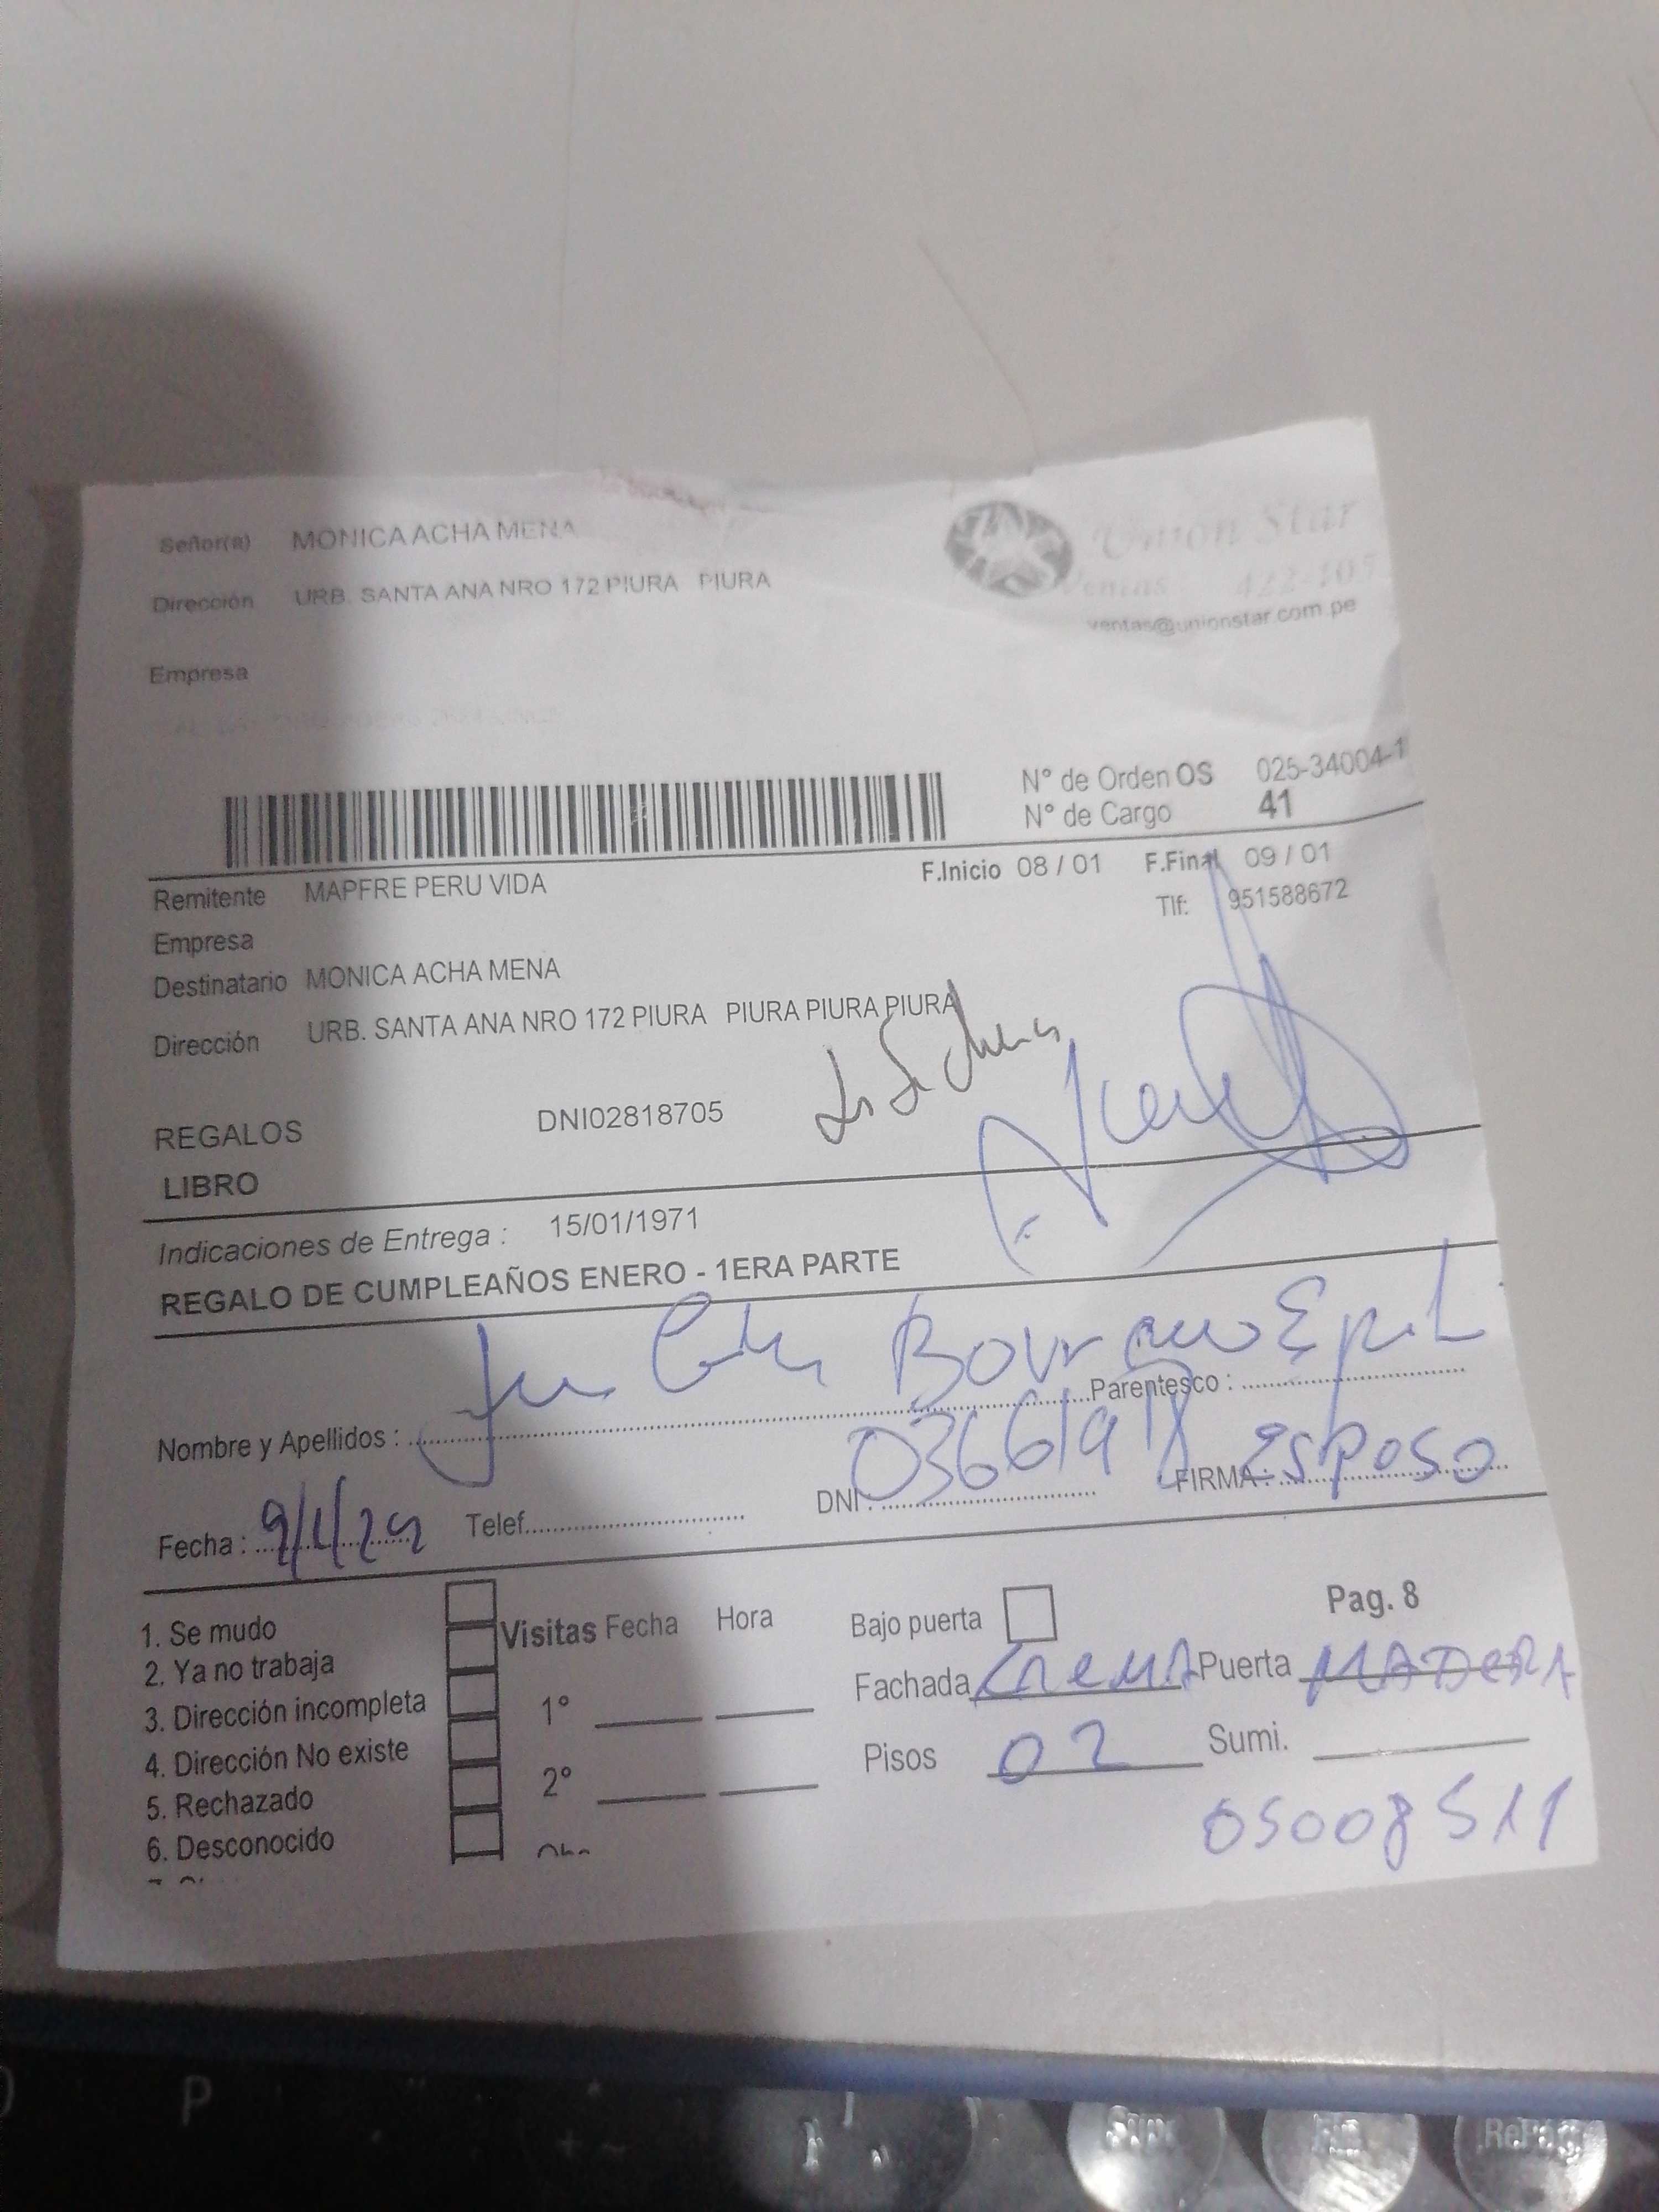 Señor(a) MONICA ACHA MENA
Dirección URB. SANTA ANA NRO 172 PIURA PIURA
Empresa
Union Star
Ventas 422-105
ventas@unionstar.com.pe
N° de Orden OS 025-34004-1
N° de Cargo 41
F.Inicio 08 / 01 F.Final 09 / 01
Remitente MAPFRE PERU VIDA
Tlf: 951588672
Empresa
Destinatario MONICA ACHA MENA
Dirección URB. SANTA ANA NRO 172 PIURA PIURA PIURA PIURA
REGALOS DNI02818705
LIBRO
Indicaciones de Entrega : 15/01/1971
REGALO DE CUMPLEAÑOS ENERO - 1ERA PARTE
Nombre y Apellidos :
Parentesco :
Fecha : Telef. DNI : FIRMA : esposo
1. Se mudo
2. Ya no trabaja
3. Dirección incompleta
4. Dirección No existe
5. Rechazado
6. Desconocido
Visitas Fecha Hora
1°
2°
Bajo puerta
Pag. 8
Fachada CREMA Puerta MADERA
Pisos 02 Sumi.
05008511